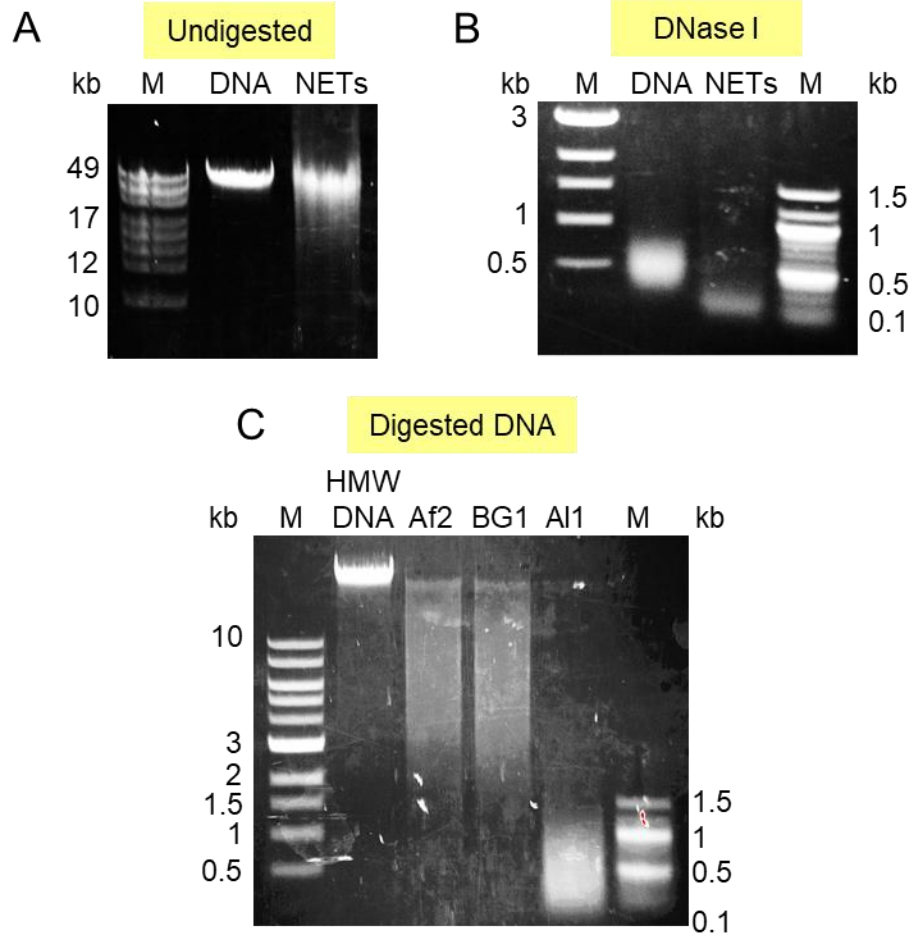 A
Undigested
kb M DNA NETs
49
17
12
10
B
DNase I
kb M DNA NETs M kb
3
1
0.5
1.5
1
0.5
0.1
C
Digested DNA
HMW
kb M DNA Af2 BG1 Al1 M kb
10
3
2
1.5
1
0.5
1.5
1
0.5
0.1